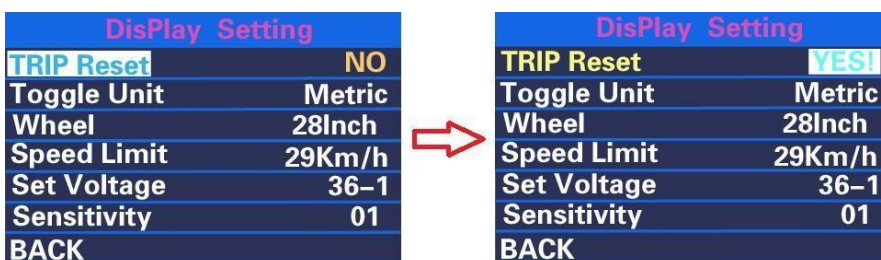 DisPlay Setting
TRIP Reset NO
Toggle Unit Metric
Wheel 28Inch
Speed Limit 29Km/h
Set Voltage 36–1
Sensitivity 01
BACK
DisPlay Setting
TRIP Reset YES!
Toggle Unit Metric
Wheel 28Inch
Speed Limit 29Km/h
Set Voltage 36–1
Sensitivity 01
BACK